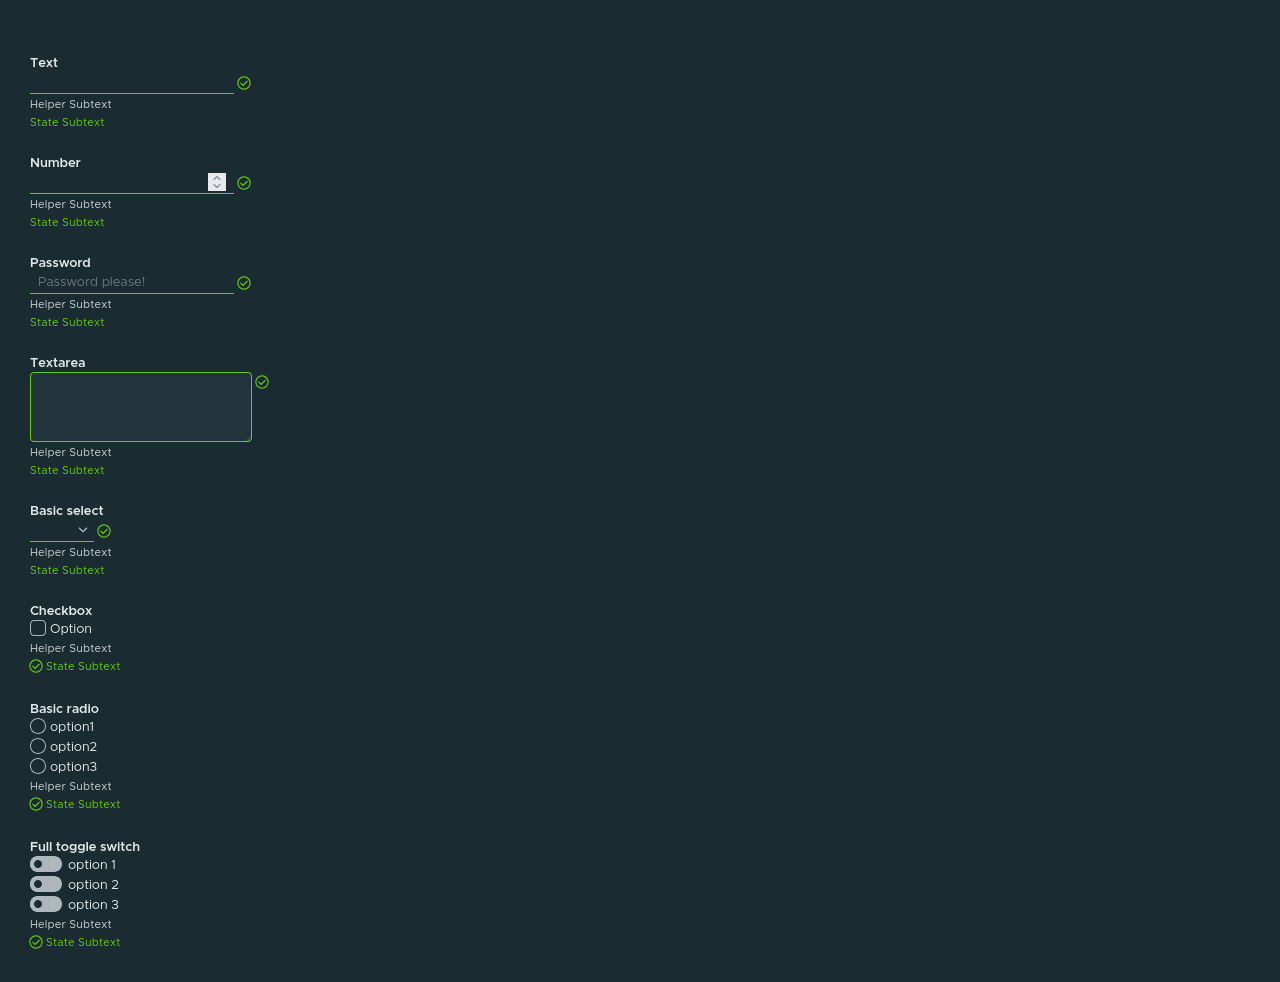 Text
Helper Subtext
State Subtext
Number
Helper Subtext
State Subtext
Password
Password please!
Helper Subtext
State Subtext
Textarea
Helper Subtext
State Subtext
Basic select
Helper Subtext
State Subtext
Checkbox
Option
Helper Subtext
State Subtext
Basic radio
option1
option2
option3
Helper Subtext
State Subtext
Full toggle switch
option 1
option 2
option 3
Helper Subtext
State Subtext